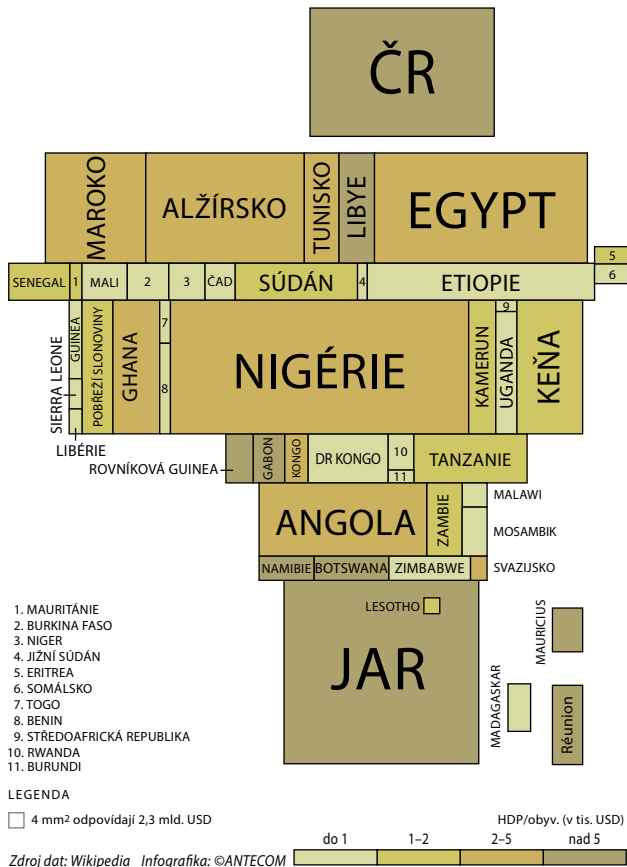 ČR
MAROKO
ALŽÍRSKO
TUNISKO
LIBYE
EGYPT
5
6
SENEGAL
1
MALI
2
3
ČAD
SÚDÁN
4
ETIOPIE
SIERRA LEONE
GUINEA
LIBÉRIE
POBŘEŽÍ SLONOVINY
GHANA
7
8
NIGÉRIE
KAMERUN
9
UGANDA
KEŇA
ROVNÍKOVÁ GUINEA
GABON
KONGO
DR KONGO
10
11
TANZANIE
ANGOLA
ZAMBIE
MALAWI
MOSAMBIK
NAMIBIE
BOTSWANA
ZIMBABWE
SVAZIJSKO
LESOTHO
JAR
MAURICIUS
MADAGASKAR
Réunion
1. MAURITÁNIE
2. BURKINA FASO
3. NIGER
4. JIŽNÍ SÚDÁN
5. ERITREA
6. SOMÁLSKO
7. TOGO
8. BENIN
9. STŘEDOAFRICKÁ REPUBLIKA
10. RWANDA
11. BURUNDI
LEGENDA
4 mm² odpovídají 2,3 mld. USD
HDP/obyv. (v tis. USD)
do 1
1–2
2–5
nad 5
Zdroj dat: Wikipedia Infografika: ©ANTECOM